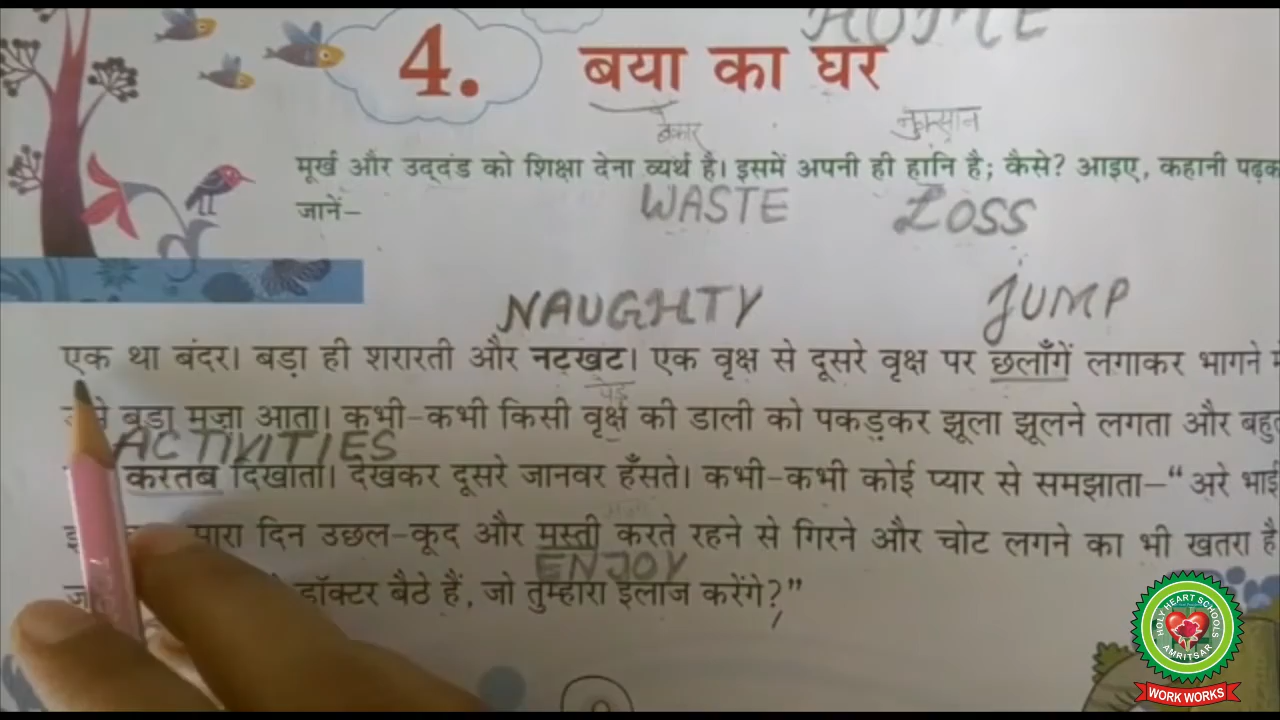 HOME
4. बया का घर
बेकार नुकसान
मूर्ख और उद्दंड को शिक्षा देना व्यर्थ है। इसमें अपनी ही हानि है; कैसे? आइए, कहानी पढ़क
जानें–
WASTE LOSS
NAUGHTY JUMP
एक था बंदर। बड़ा ही शरारती और नटखट। एक वृक्ष से दूसरे वृक्ष पर छलाँगें लगाकर भागने में
पेड़
बड़ा मज़ा आता। कभी-कभी किसी वृक्ष की डाली को पकड़कर झूला झूलने लगता और बहुत
ACTIVITIES
करतब दिखाता। देखकर दूसरे जानवर हँसते। कभी-कभी कोई प्यार से समझाता–“अरे भाई
सारा दिन उछल-कूद और मस्ती करते रहने से गिरने और चोट लगने का भी खतरा है
ENJOY
डॉक्टर बैठे हैं, जो तुम्हारा इलाज करेंगे?”
HOLY HEART SCHOOLS
AMRITSAR
WORK WORKS